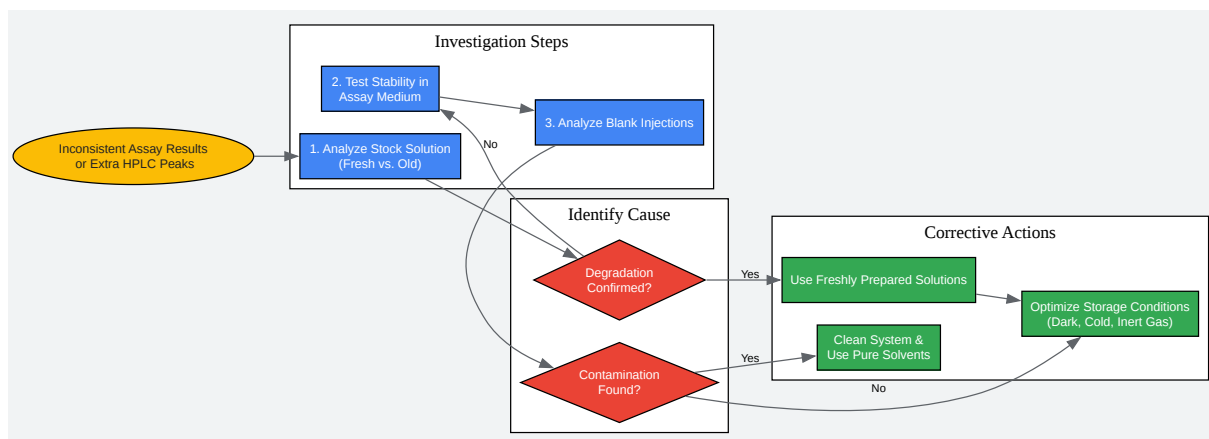 Investigation Steps
2. Test Stability in
Assay Medium
3. Analyze Blank Injections
Inconsistent Assay Results
or Extra HPLC Peaks
1. Analyze Stock Solution
(Fresh vs. Old)
No
Identify Cause
Degradation
Confirmed?
Yes
Contamination
Found?
Yes
No
Corrective Actions
Use Freshly Prepared Solutions
Optimize Storage Conditions
(Dark, Cold, Inert Gas)
Clean System &
Use Pure Solvents